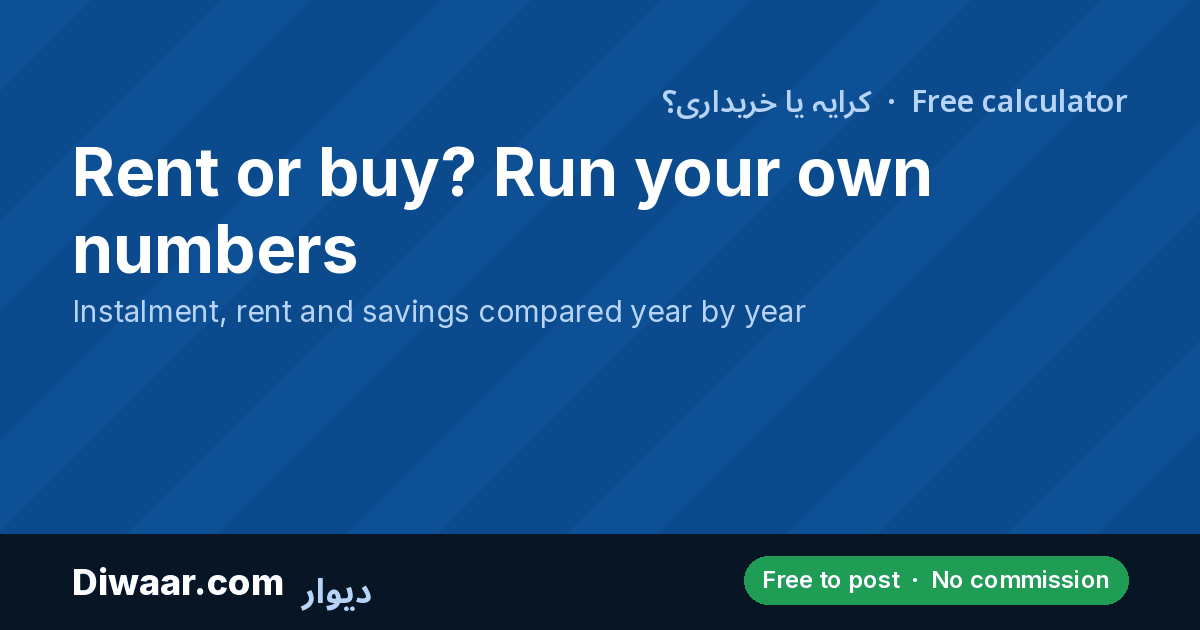 کرایہ یا خریداری؟ · Free calculator
Rent or buy? Run your own
numbers
Instalment, rent and savings compared year by year
Diwaar.com دیوار
Free to post · No commission